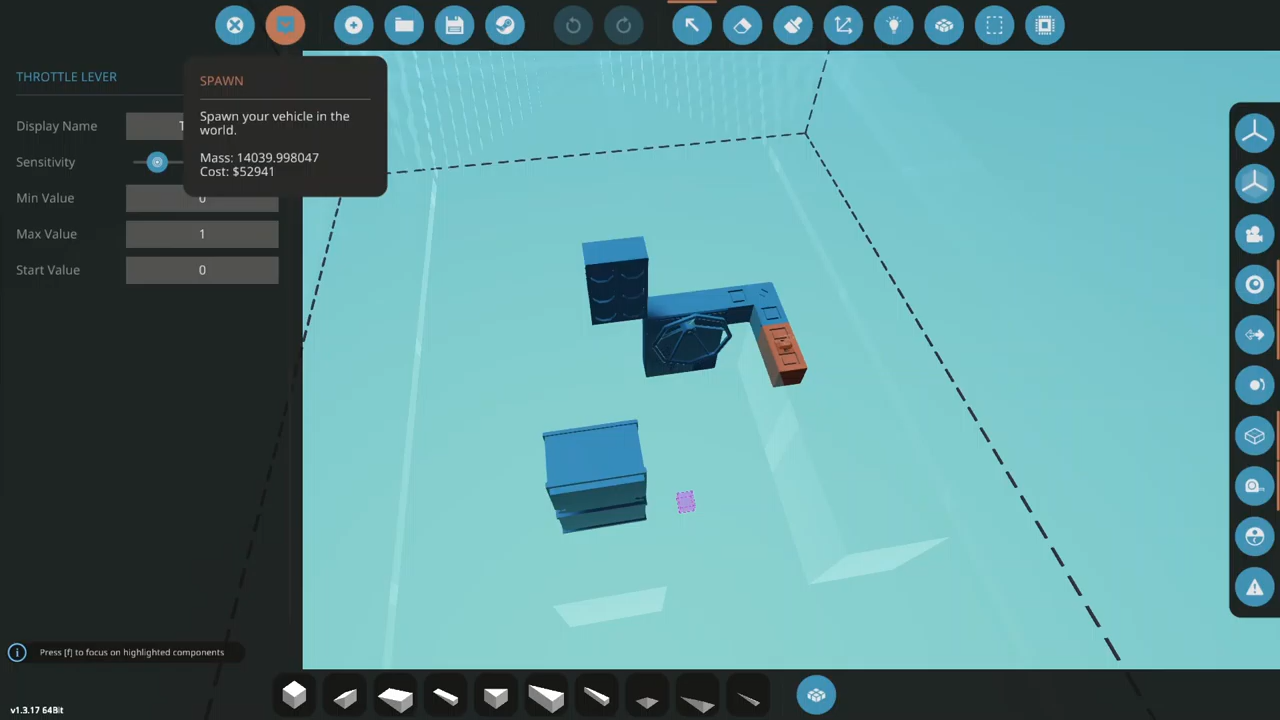 THROTTLE LEVER
SPAWN
Spawn your vehicle in the
world.
Mass: 14039.998047
Cost: $52941
Display Name
T
Sensitivity
Min Value
0
Max Value
1
Start Value
0
Press [f] to focus on highlighted components
v1.3.17 64Bit